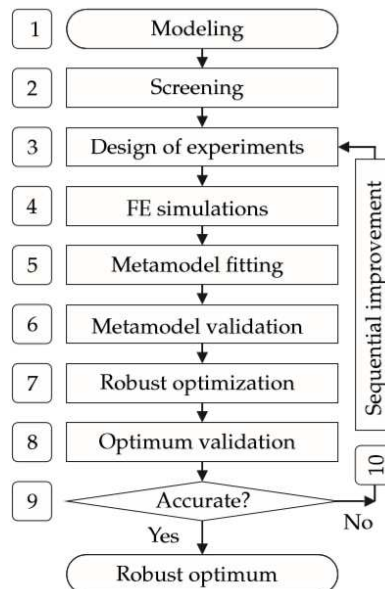 1
Modeling
2
Screening
3
Design of experiments
4
FE simulations
5
Metamodel fitting
6
Metamodel validation
7
Robust optimization
8
Optimum validation
9
Accurate?
Yes
No
10
Sequential improvement
Robust optimum